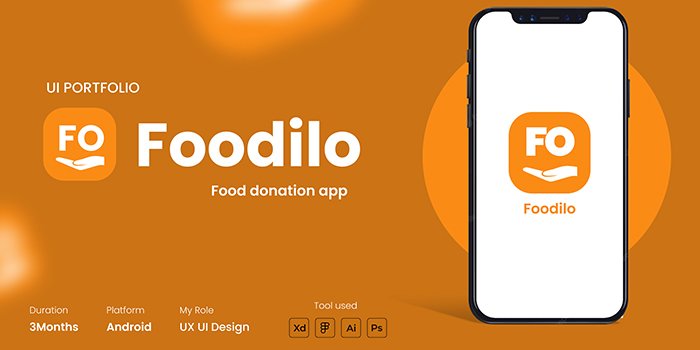 UI PORTFOLIO
FO
Foodilo
Food donation app
Duration
3Months
Platform
Android
My Role
UX UI Design
Tool used
Xd
Ai
Ps
FO
Foodilo